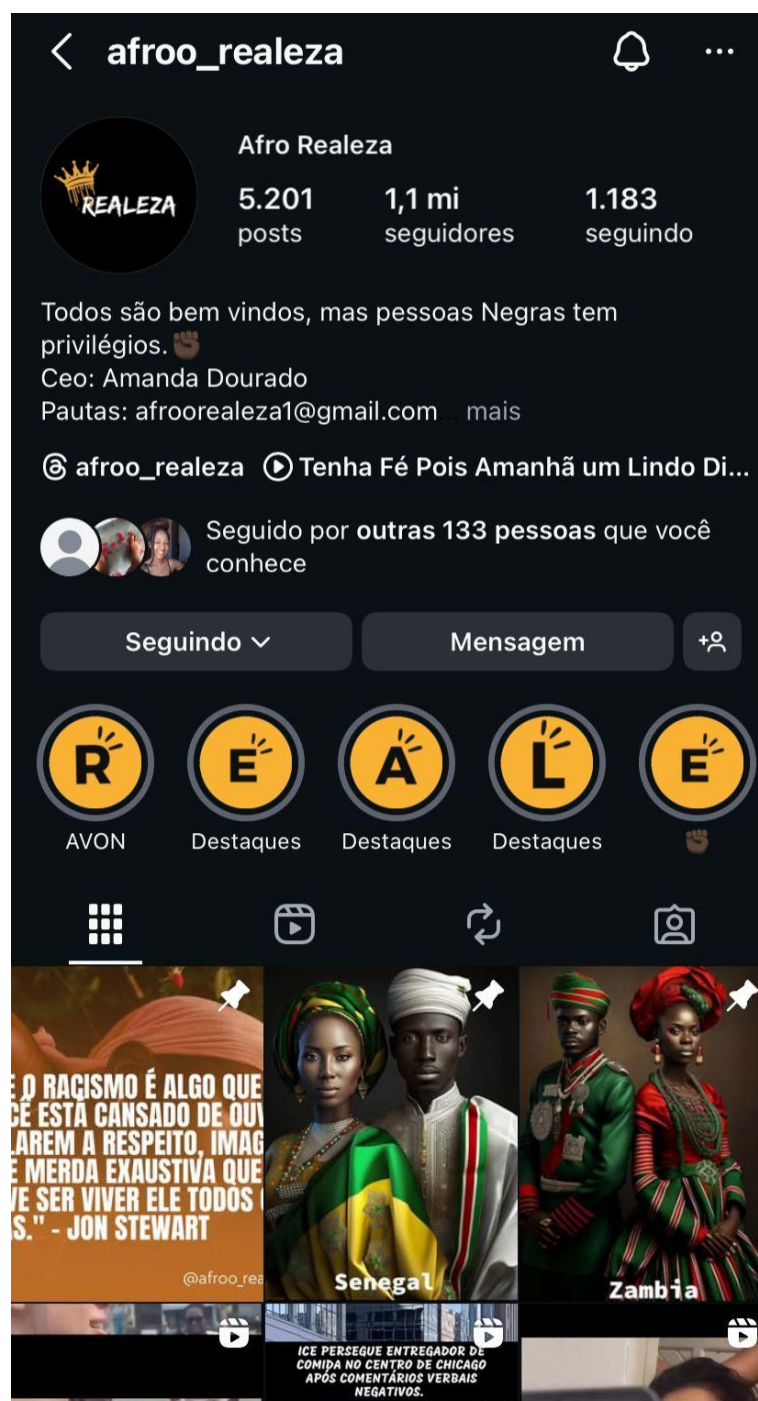 afroo_realeza
REALEZA
Afro Realeza
5.201 1,1 mi 1.183
posts seguidores seguindo
Todos são bem vindos, mas pessoas Negras tem
privilégios.✊🏿
Ceo: Amanda Dourado
Pautas: afroorealeza1@gmail.com... mais
afroo_realeza Tenha Fé Pois Amanhã um Lindo Di...
Seguido por outras 133 pessoas que você
conhece
Seguindo Mensagem
R E A L E
AVON Destaques Destaques Destaques ✊🏿
E O RACISMO É ALGO QUE
CÊ ESTÁ CANSADO DE OUV
LAREM A RESPEITO, IMAG
E MERDA EXAUSTIVA QUE
VE SER VIVER ELE TODOS O
S." - JON STEWART
@afroo_rea
Senegal
Zambia
ICE PERSEGUE ENTREGADOR DE
COMIDA NO CENTRO DE CHICAGO
APÓS COMENTÁRIOS VERBAIS
NEGATIVOS.